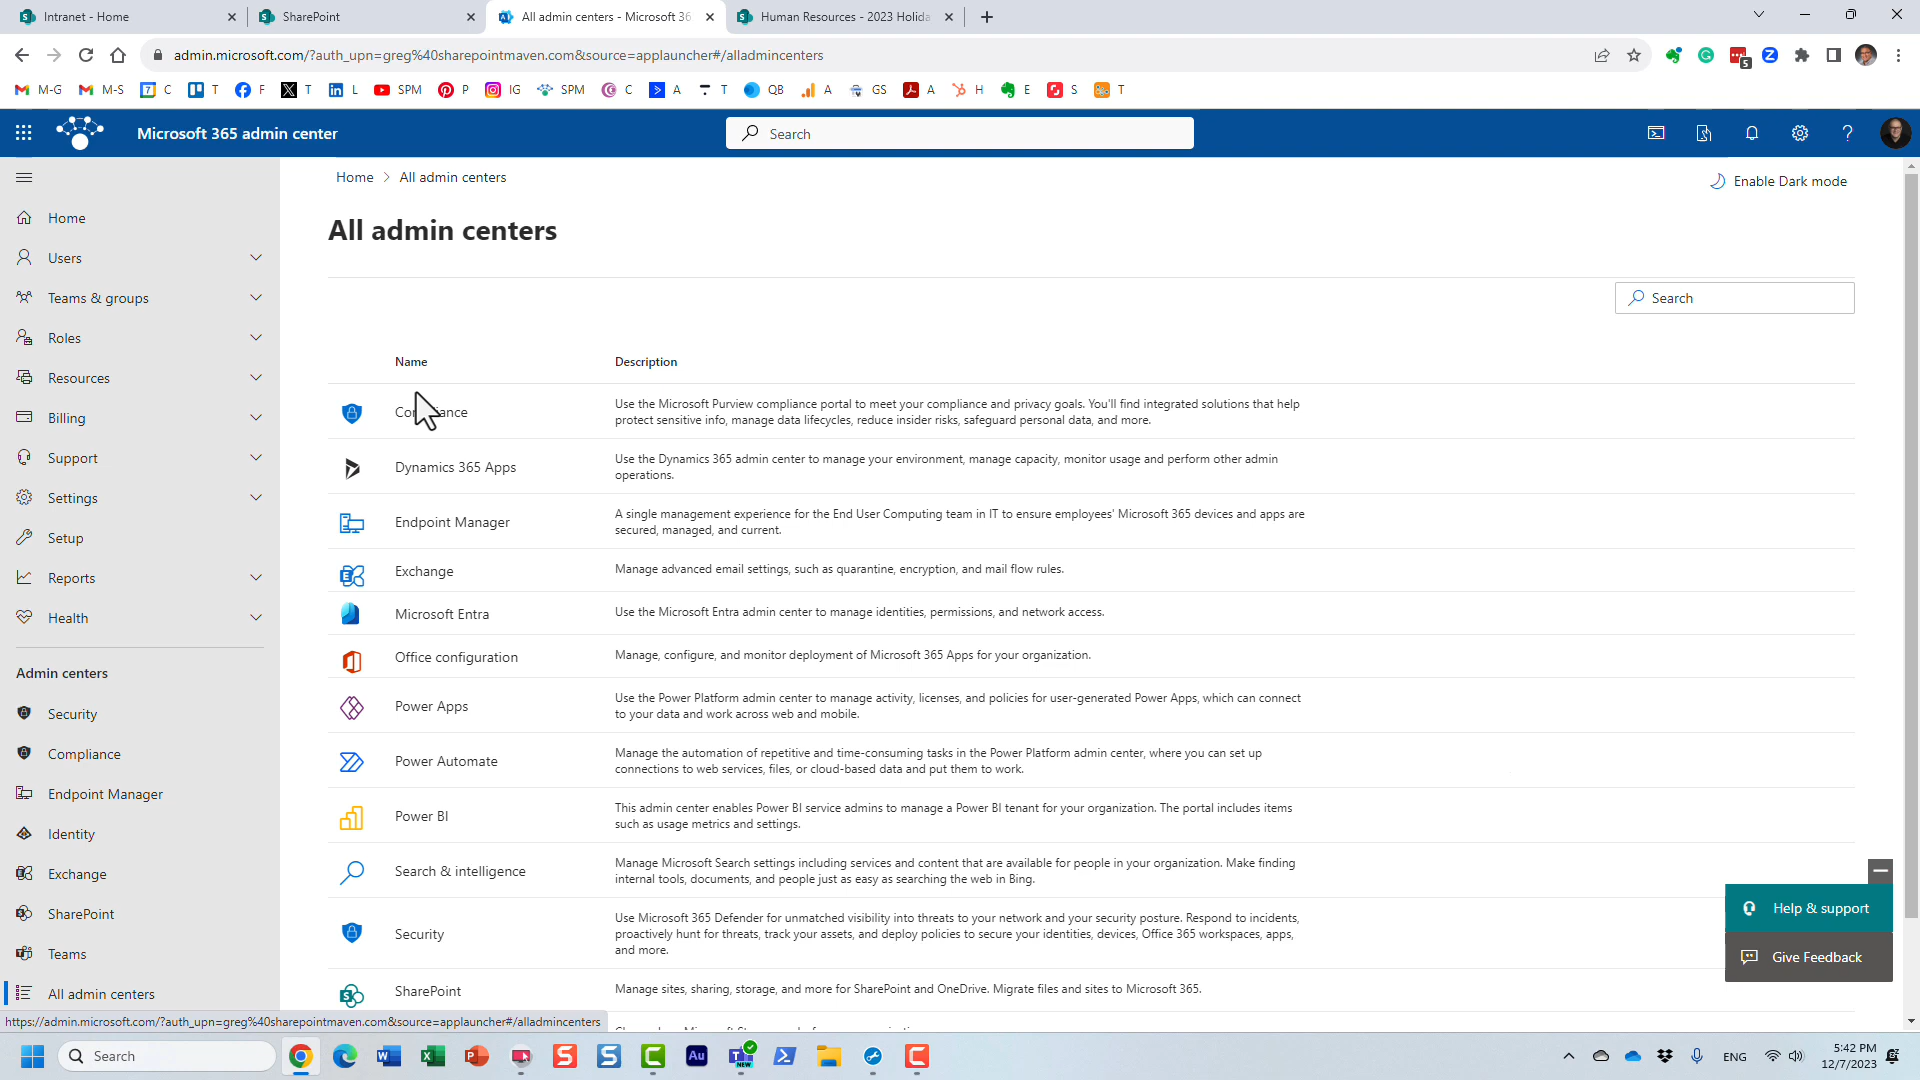 Intranet - Home
SharePoint
All admin centers - Microsoft 36
Human Resources - 2023 Holida
admin.microsoft.com/?auth_upn=greg%40sharepointmaven.com&source=applauncher#/alladmincenters
5
M-G
M-S
7
C
T
F
T
L
SPM
P
IG
SPM
C
A
T
QB
A
GS
A
H
E
S
T
Microsoft 365 admin center
Search
Home
Users
Teams & groups
Roles
Resources
Billing
Support
Settings
Setup
Reports
Health
Admin centers
Security
Compliance
Endpoint Manager
Identity
Exchange
SharePoint
Teams
All admin centers
Home > All admin centers
Enable Dark mode
All admin centers
Search
Name
Description
Compliance
Use the Microsoft Purview compliance portal to meet your compliance and privacy goals. You'll find integrated solutions that help
protect sensitive info, manage data lifecycles, reduce insider risks, safeguard personal data, and more.
Dynamics 365 Apps
Use the Dynamics 365 admin center to manage your environment, manage capacity, monitor usage and perform other admin
operations.
Endpoint Manager
A single management experience for the End User Computing team in IT to ensure employees' Microsoft 365 devices and apps are
secured, managed, and current.
Exchange
Manage advanced email settings, such as quarantine, encryption, and mail flow rules.
Microsoft Entra
Use the Microsoft Entra admin center to manage identities, permissions, and network access.
Office configuration
Manage, configure, and monitor deployment of Microsoft 365 Apps for your organization.
Power Apps
Use the Power Platform admin center to manage activity, licenses, and policies for user-generated Power Apps, which can connect
to your data and work across web and mobile.
Power Automate
Manage the automation of repetitive and time-consuming tasks in the Power Platform admin center, where you can set up
connections to web services, files, or cloud-based data and put them to work.
Power BI
This admin center enables Power BI service admins to manage a Power BI tenant for your organization. The portal includes items
such as usage metrics and settings.
Search & intelligence
Manage Microsoft Search settings including services and content that are available for people in your organization. Make finding
internal tools, documents, and people just as easy as searching the web in Bing.
Security
Use Microsoft 365 Defender for unmatched visibility into threats to your network and your security posture. Respond to incidents,
proactively hunt for threats, track your assets, and deploy policies to secure your identities, devices, Office 365 workspaces, apps,
and more.
SharePoint
Manage sites, sharing, storage, and more for SharePoint and OneDrive. Migrate files and sites to Microsoft 365.
Help & support
Give Feedback
https://admin.microsoft.com/?auth_upn=greg%40sharepointmaven.com&source=applauncher#/alladmincenters
Search
Au
NEW
ENG
5:42 PM
12/7/2023